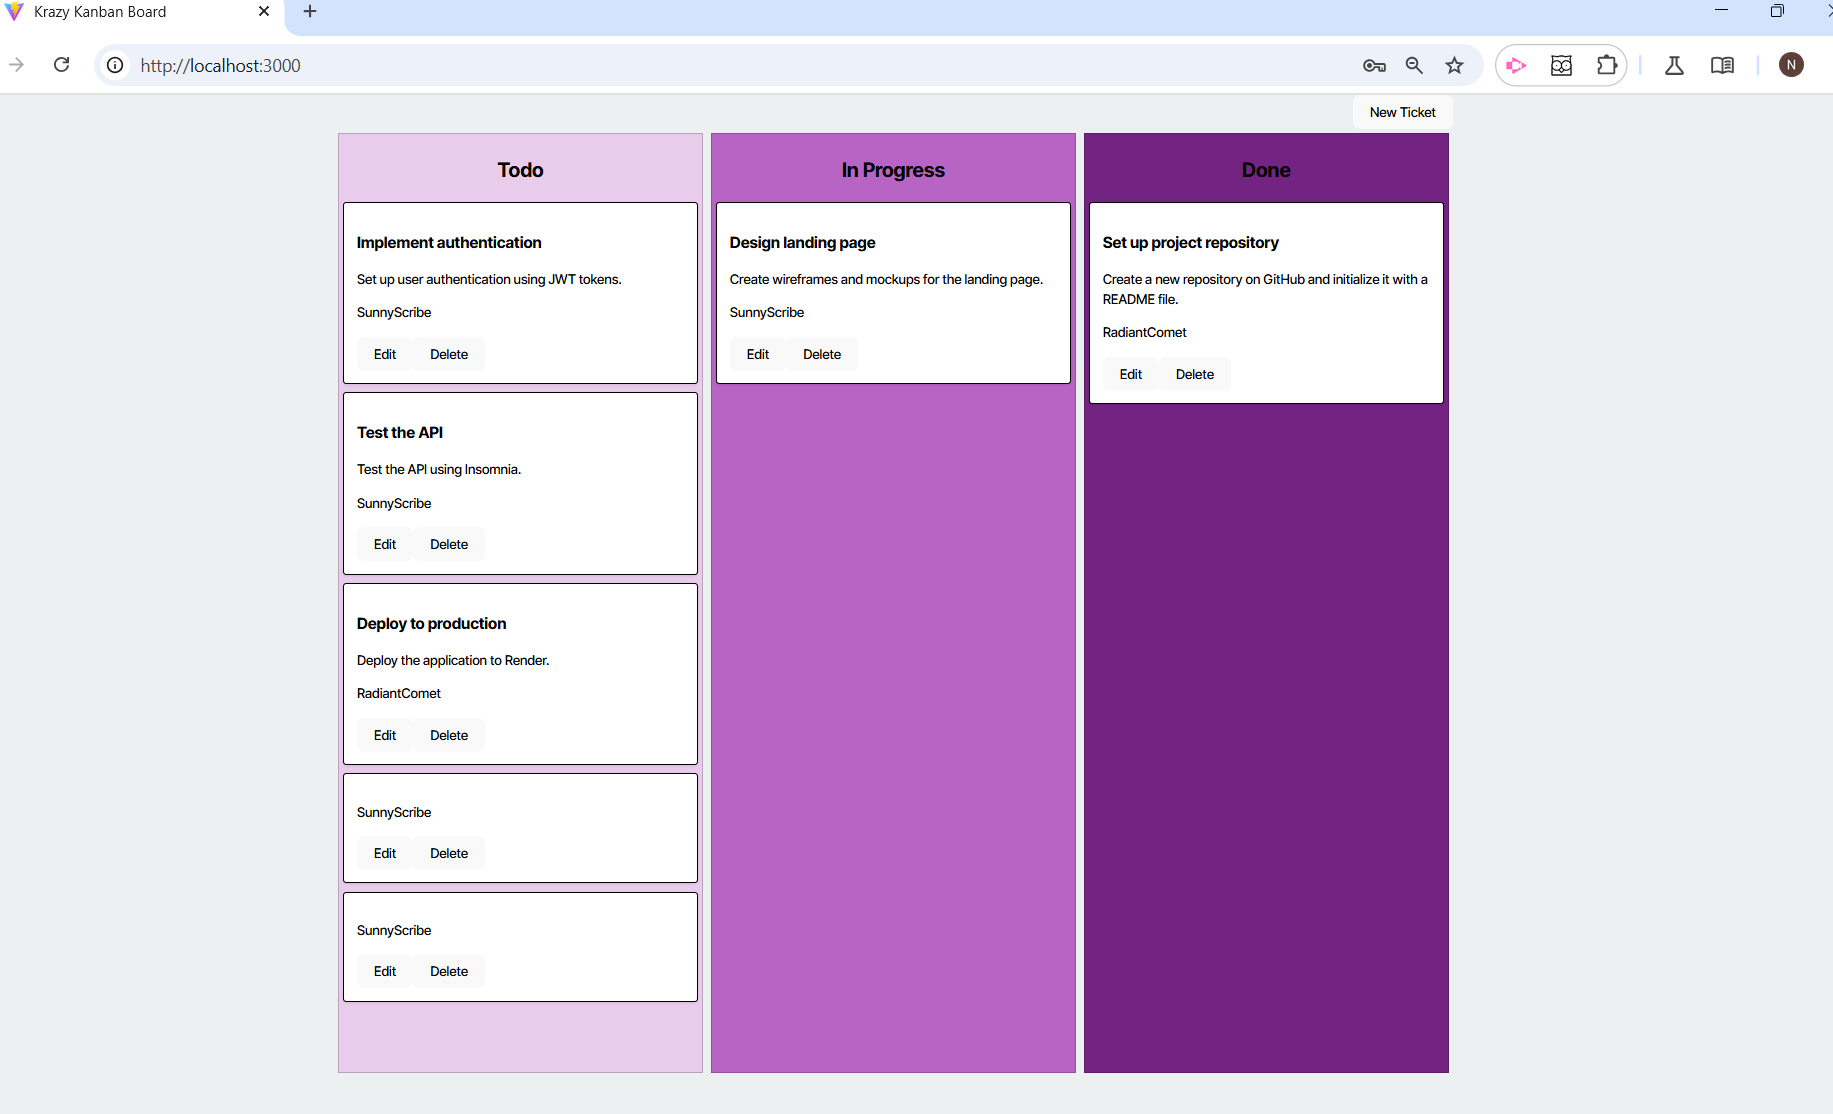 Krazy Kanban Board
http://localhost:3000
N
New Ticket
Todo
Implement authentication
Set up user authentication using JWT tokens.
SunnyScribe
Edit Delete
Test the API
Test the API using Insomnia.
SunnyScribe
Edit Delete
Deploy to production
Deploy the application to Render.
RadiantComet
Edit Delete
SunnyScribe
Edit Delete
SunnyScribe
Edit Delete
In Progress
Design landing page
Create wireframes and mockups for the landing page.
SunnyScribe
Edit Delete
Done
Set up project repository
Create a new repository on GitHub and initialize it with a
README file.
RadiantComet
Edit Delete